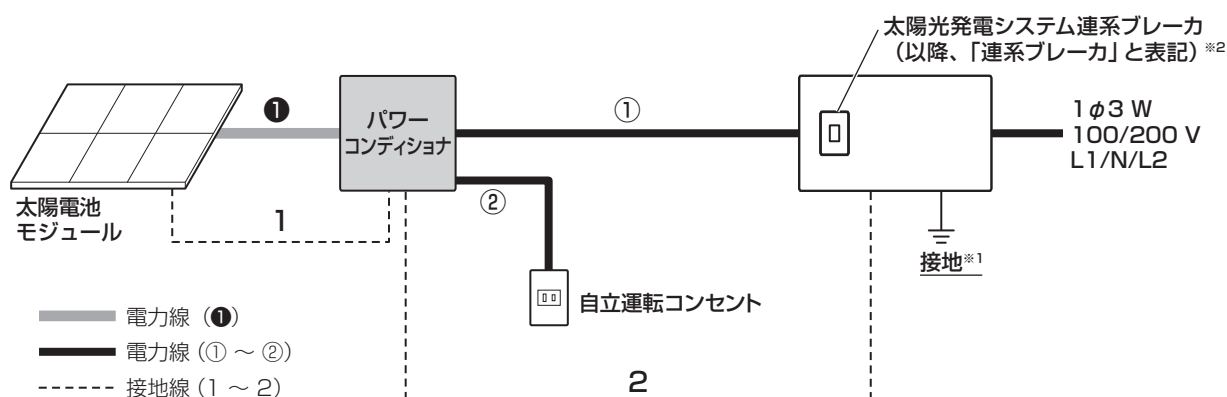 太陽光発電システム連系ブレーカ
(以降、「連系ブレーカ」と表記)※2
❶
パワー
コンディショナ
①
1φ3 W
100/200 V
L1/N/L2
②
太陽電池
モジュール
1
接地※1
自立運転コンセント
電力線 (❶)
電力線 (① ～ ②)
接地線 (1 ～ 2)
2